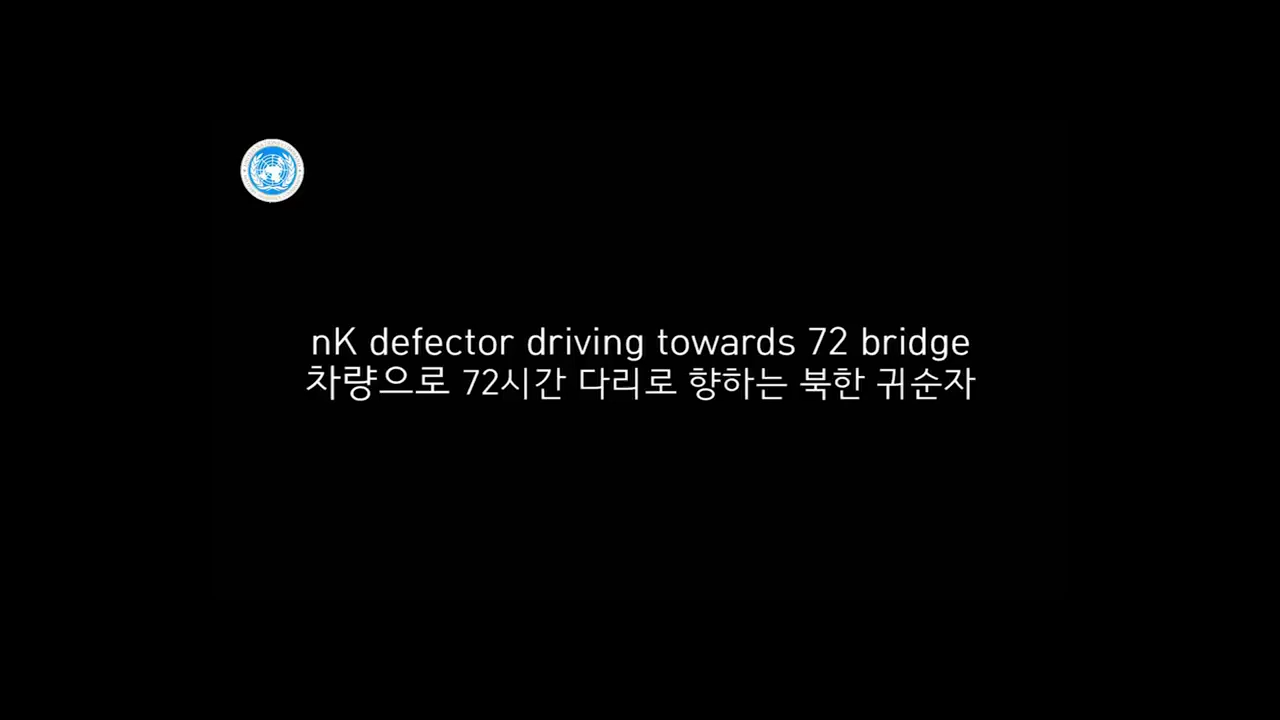 nK defector driving towards 72 bridge
차량으로 72시간 다리로 향하는 북한 귀순자